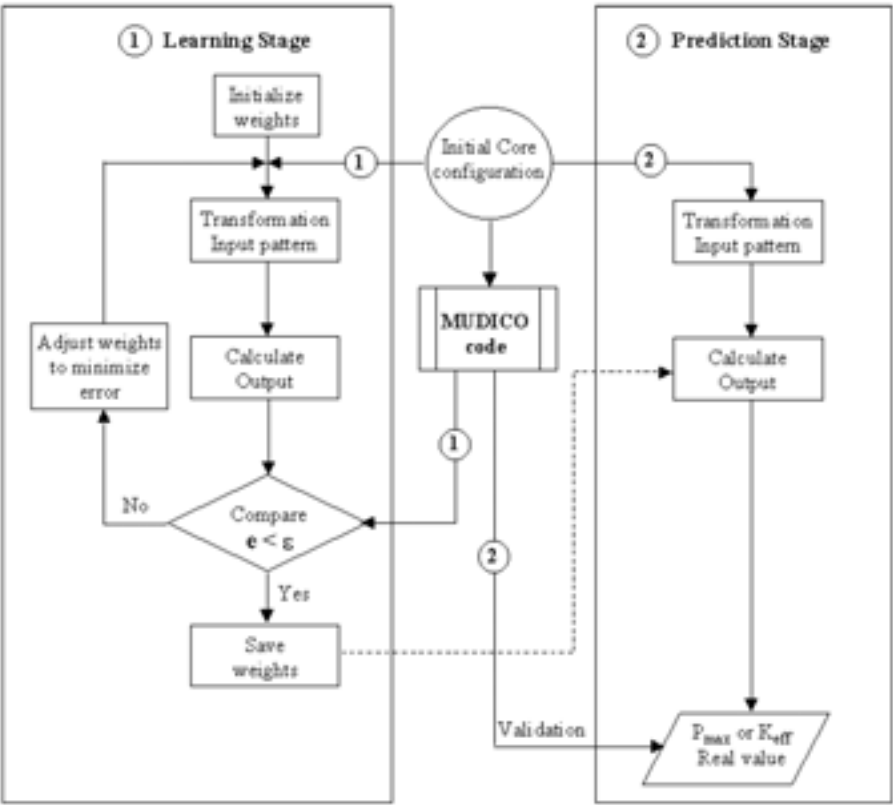 1 Learning Stage
Initialize
weights
1
Transformation
Input pattern
Adjust weights
to minimize
error
Calculate
Output
No
Compare
e < ε
Yes
Save
weights
Initial Core
configuration
MUDICO
code
1
2
Validation
2 Prediction Stage
2
Transformation
Input pattern
Calculate
Output
Pmax or Keff
Real value